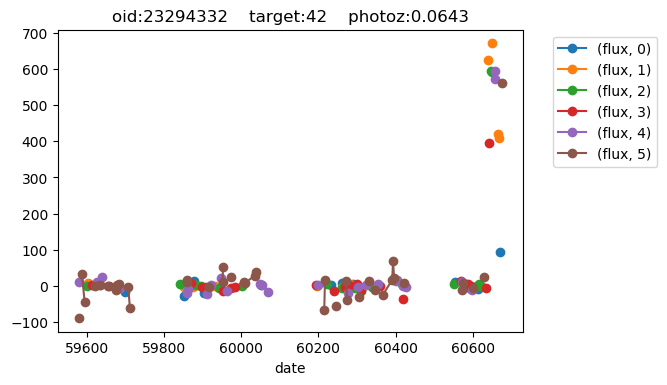 oid:23294332    target:42    photoz:0.0643
700
600
500
400
300
200
100
0
−100
59600
59800
60000
60200
60400
60600
date
(flux, 0)
(flux, 1)
(flux, 2)
(flux, 3)
(flux, 4)
(flux, 5)